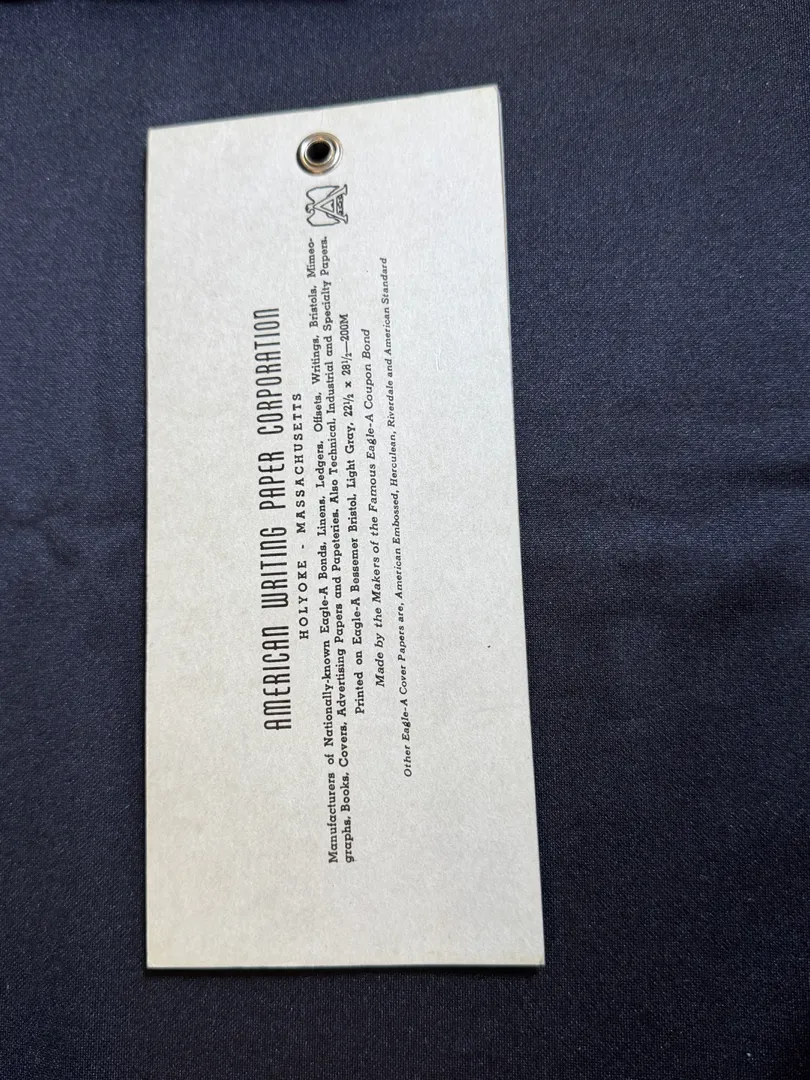 AMERICAN WRITING PAPER CORPORATION
HOLYOKE - MASSACHUSETTS
Manufacturers of Nationally-known Eagle-A Bonds, Linens, Ledgers, Offsets, Writings, Bristols, Mimeo-
graphs, Books, Covers, Advertising Papers and Papeteries. Also Technical, Industrial and Specialty Papers.
Printed on Eagle-A Bessemer Bristol, Light Gray, 22½ x 28½—200M
Made by the Makers of the Famous Eagle-A Coupon Bond
Other Eagle-A Cover Papers are, American Embossed, Herculean, Riverdale and American Standard